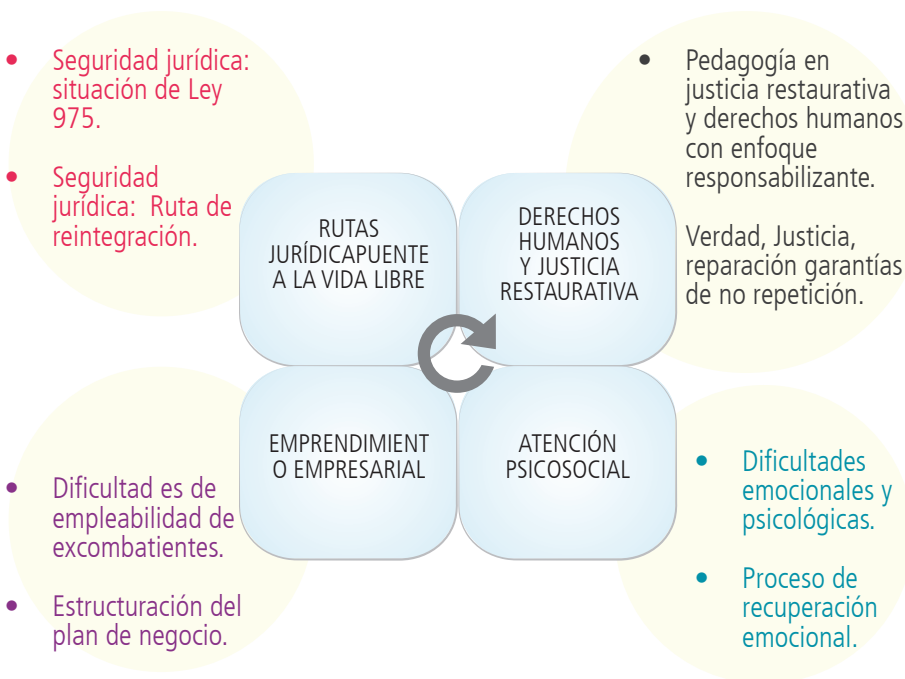 • Seguridad jurídica:
situación de Ley
975.
• Seguridad
jurídica: Ruta de
reintegración.
RUTAS
JURÍDICAPUENTE
A LA VIDA LIBRE
DERECHOS
HUMANOS
Y JUSTICIA
RESTAURATIVA
• Pedagogía en
justicia restaurativa
y derechos humanos
con enfoque
responsabilizante.
Verdad, Justicia,
reparación garantías
de no repetición.
• Dificultad es de
empleabilidad de
excombatientes.
• Estructuración del
plan de negocio.
EMPRENDIMIENT
O EMPRESARIAL
ATENCIÓN
PSICOSOCIAL
• Dificultades
emocionales y
psicológicas.
• Proceso de
recuperación
emocional.